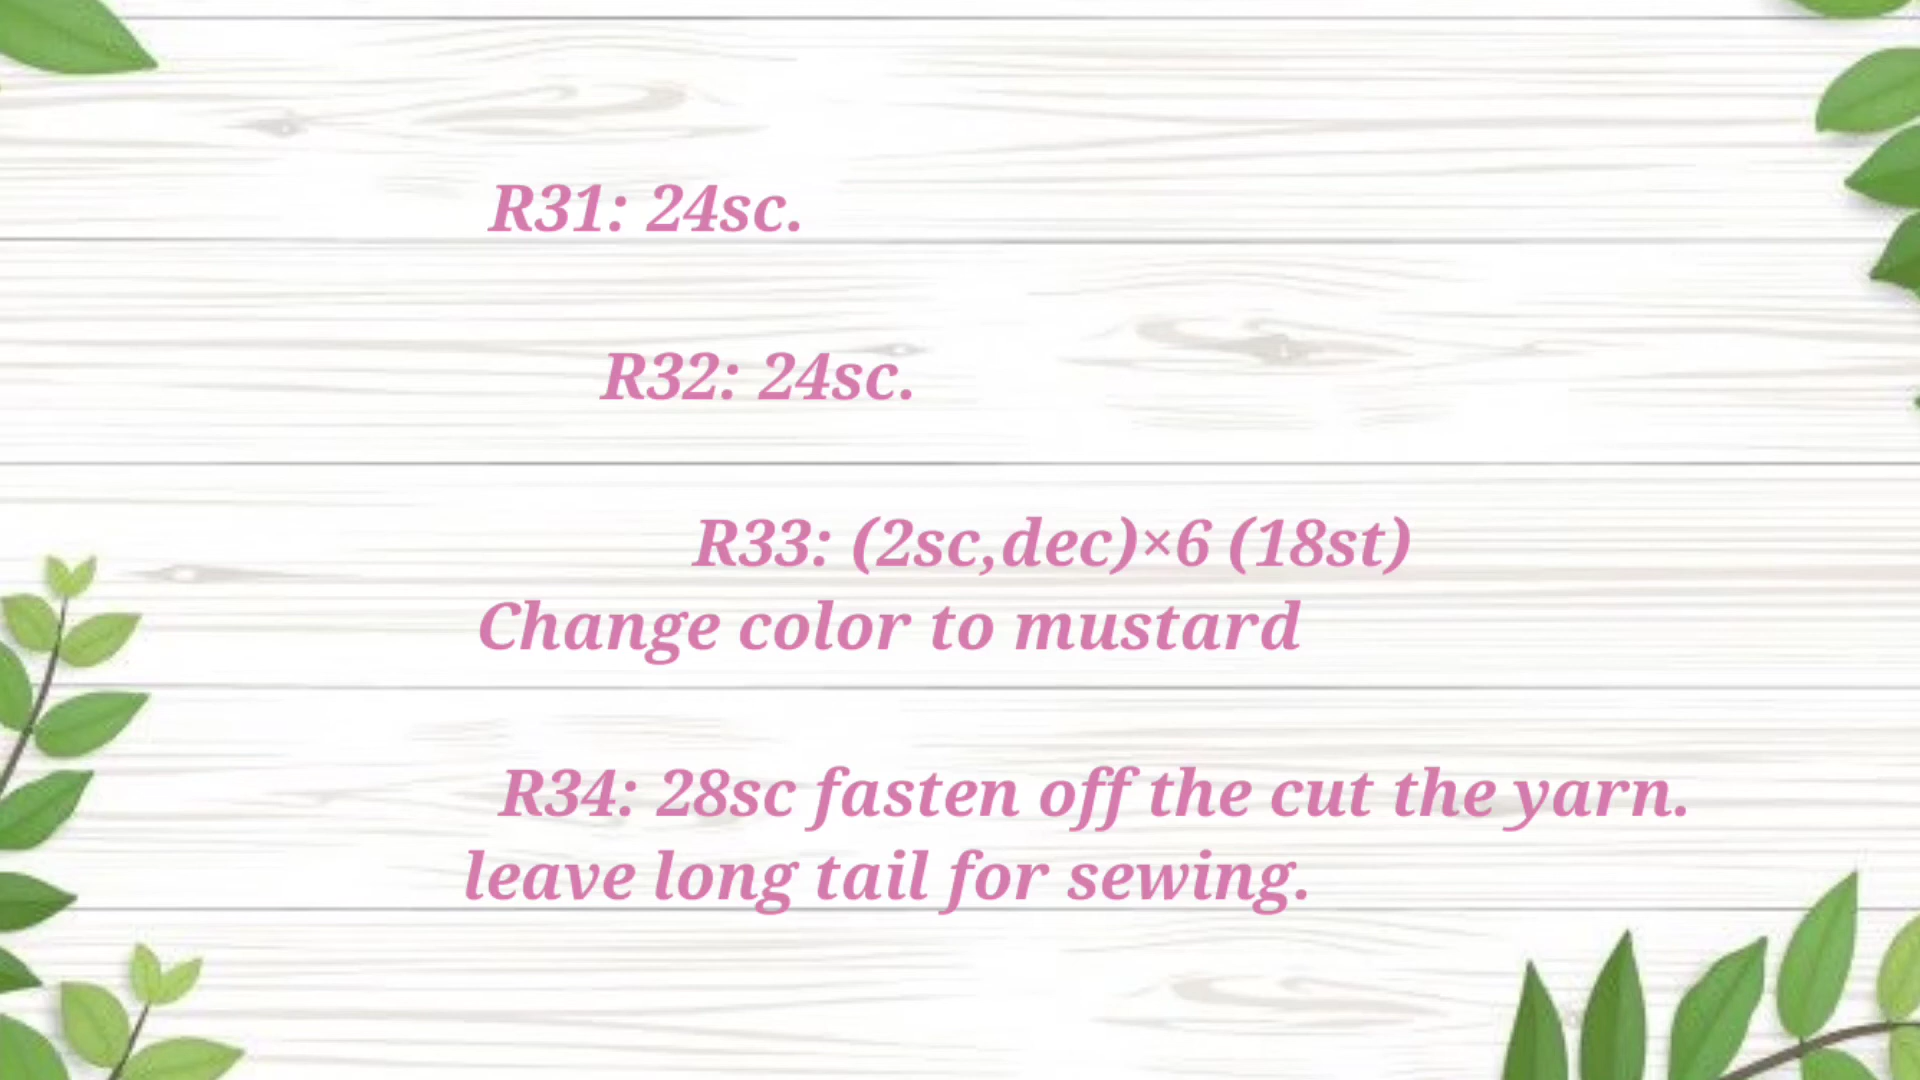 R31: 24sc.
R32: 24sc.
R33: (2sc,dec)×6 (18st)
Change color to mustard
R34: 28sc fasten off the cut the yarn.
leave long tail for sewing.